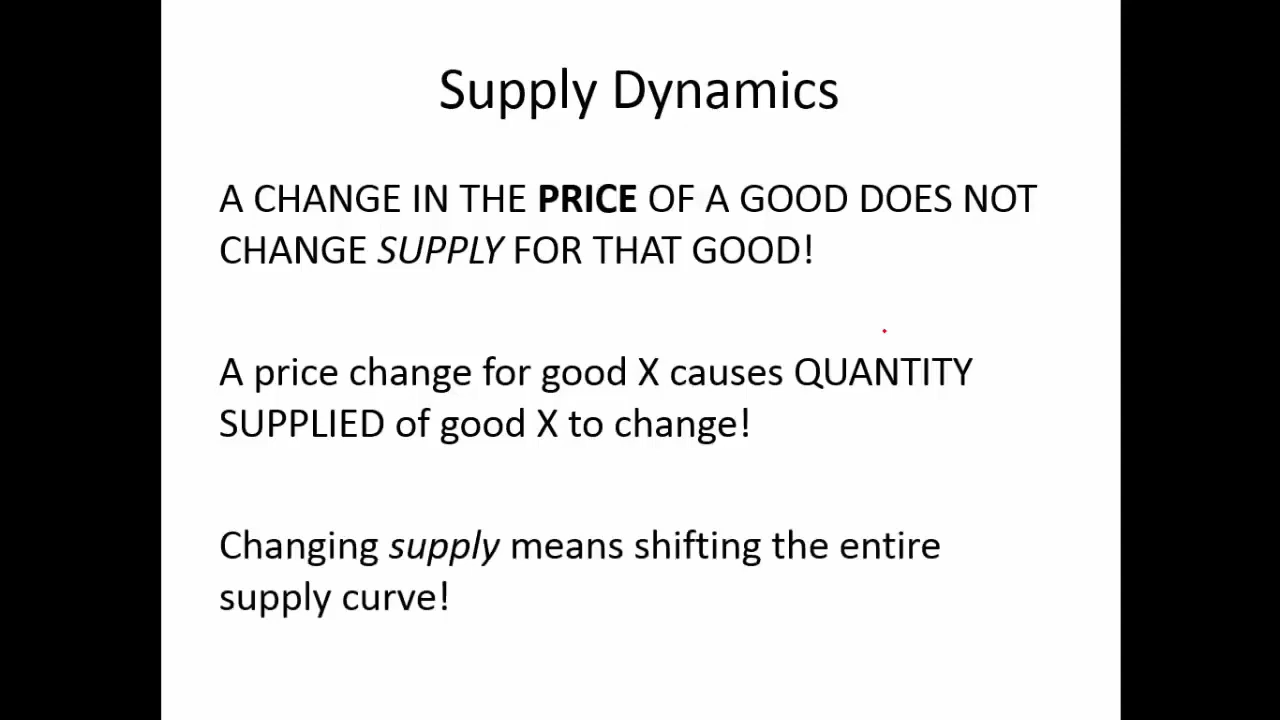 Supply Dynamics
A CHANGE IN THE PRICE OF A GOOD DOES NOT
CHANGE SUPPLY FOR THAT GOOD!
A price change for good X causes QUANTITY
SUPPLIED of good X to change!
Changing supply means shifting the entire
supply curve!